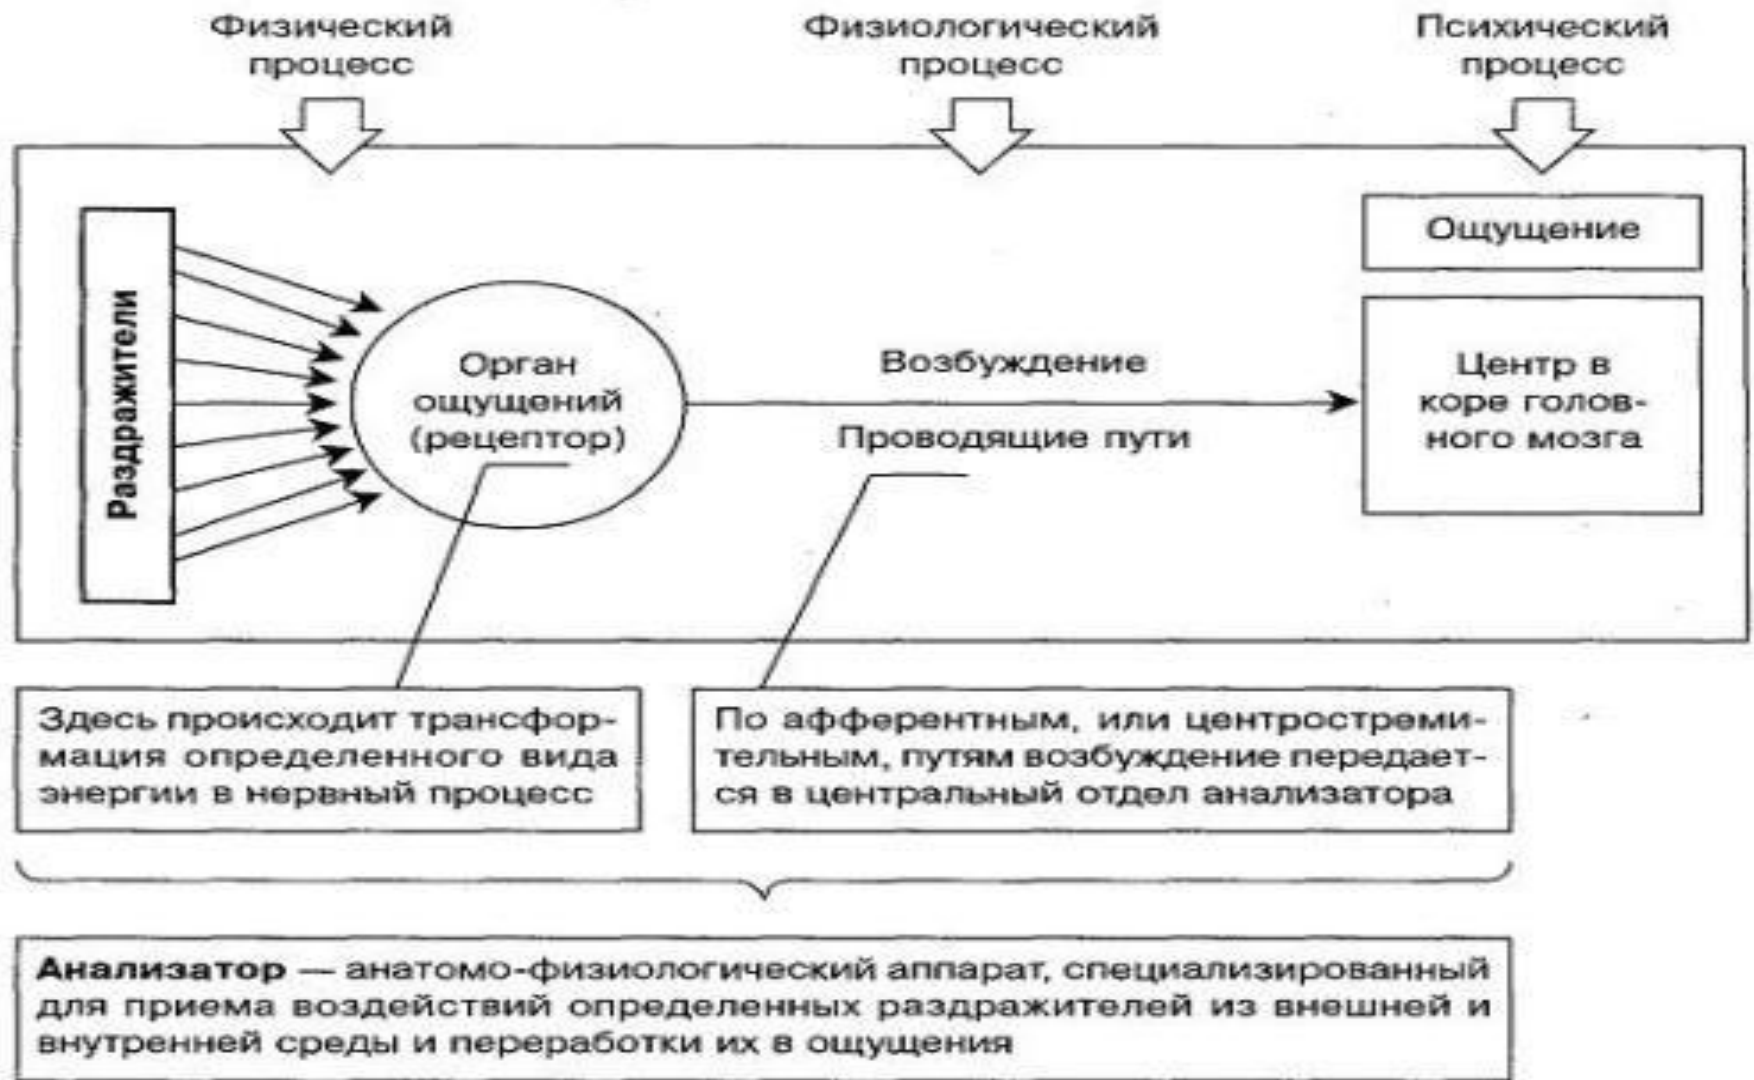 Физический
процесс
Физиологический
процесс
Психический
процесс
Раздражители
Орган
ощущений
(рецептор)
Возбуждение
Проводящие пути
Ощущение
Центр в
коре голов-
ного мозга
Здесь происходит трансфор-
мация определенного вида
энергии в нервный процесс
По афферентным, или центростреми-
тельным, путям возбуждение передает-
ся в центральный отдел анализатора
Анализатор — анатомо-физиологический аппарат, специализированный
для приема воздействий определенных раздражителей из внешней и
внутренней среды и переработки их в ощущения